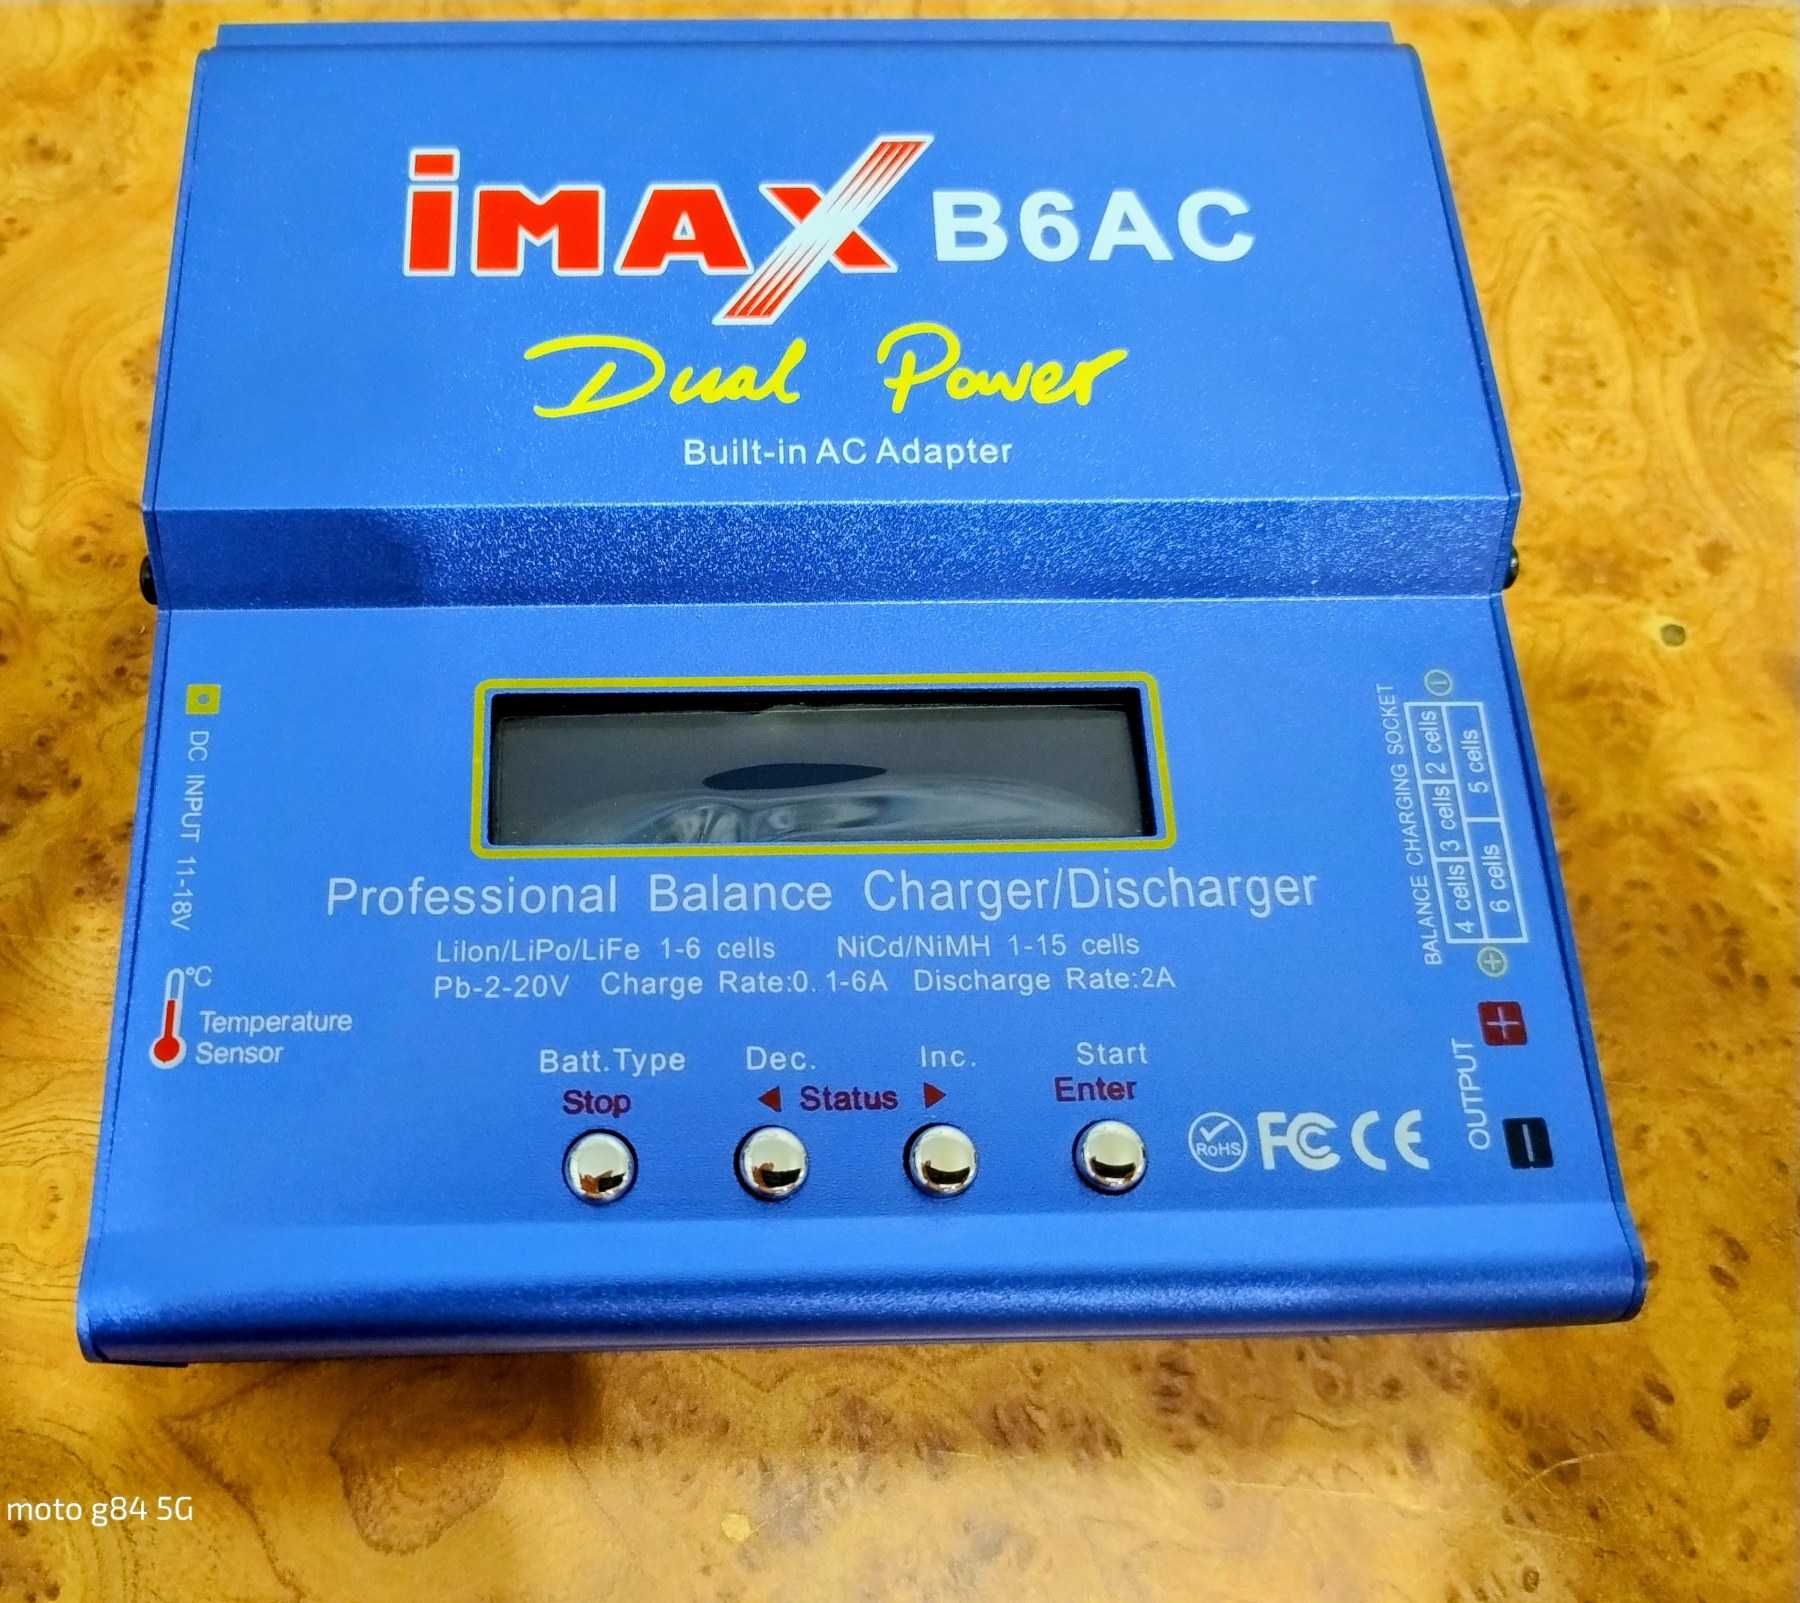 iMAX B6AC
Dual Power
Built-in AC Adapter
DC INPUT 11-18V
°C
Temperature
Sensor
Professional Balance Charger/Discharger
LiIon/LiPo/LiFe 1-6 cells NiCd/NiMH 1-15 cells
Pb-2-20V Charge Rate:0.1-6A Discharge Rate:2A
Batt.Type Dec. Inc. Start
Stop ◀ Status ▶ Enter
BALANCE CHARGING SOCKET
4 cells 3 cells 2 cells
6 cells 5 cells
OUTPUT
+
−
RoHS FC CE
moto g84 5G